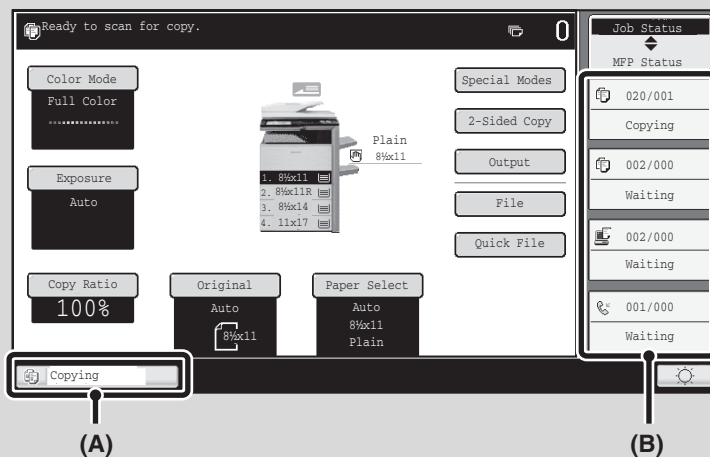 Ready to scan for copy.
0
Job Status
MFP Status
Color Mode
Full Color
Exposure
Auto
Copy Ratio
100%
Original
Auto
8½x11
Paper Select
Auto
8½x11
Plain
Plain
8½x11
1. 8½x11
2. 8½x11R
3. 8½x14
4. 11x17
Special Modes
2-Sided Copy
Output
File
Quick File
020/001
Copying
002/000
Waiting
002/000
Waiting
001/000
Waiting
Copying
(A)
(B)